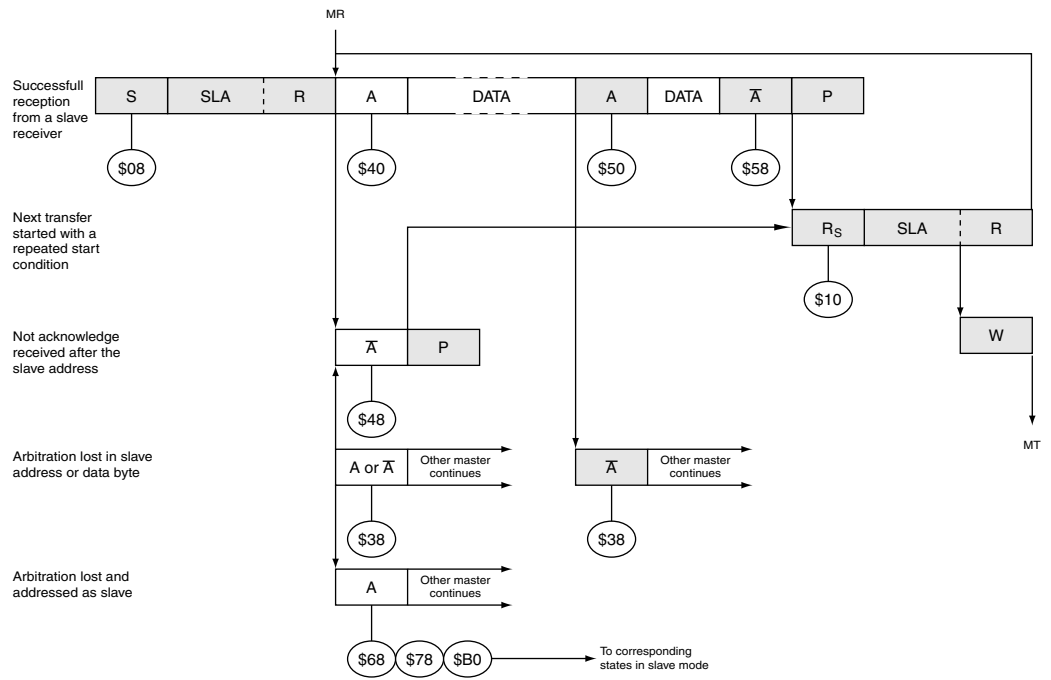 MR
Successfull
reception
from a slave
receiver
S SLA R A DATA A DATA A̅ P
$08 $40 $50 $58
Next transfer
started with a
repeated start
condition
RS SLA R
$10
Not acknowledge
received after the
slave address
A̅ P
W
$48
MT
Arbitration lost in slave
address or data byte
A or A̅
Other master
continues
A̅
Other master
continues
$38 $38
Arbitration lost and
addressed as slave
A
Other master
continues
$68 $78 $B0
To corresponding
states in slave mode